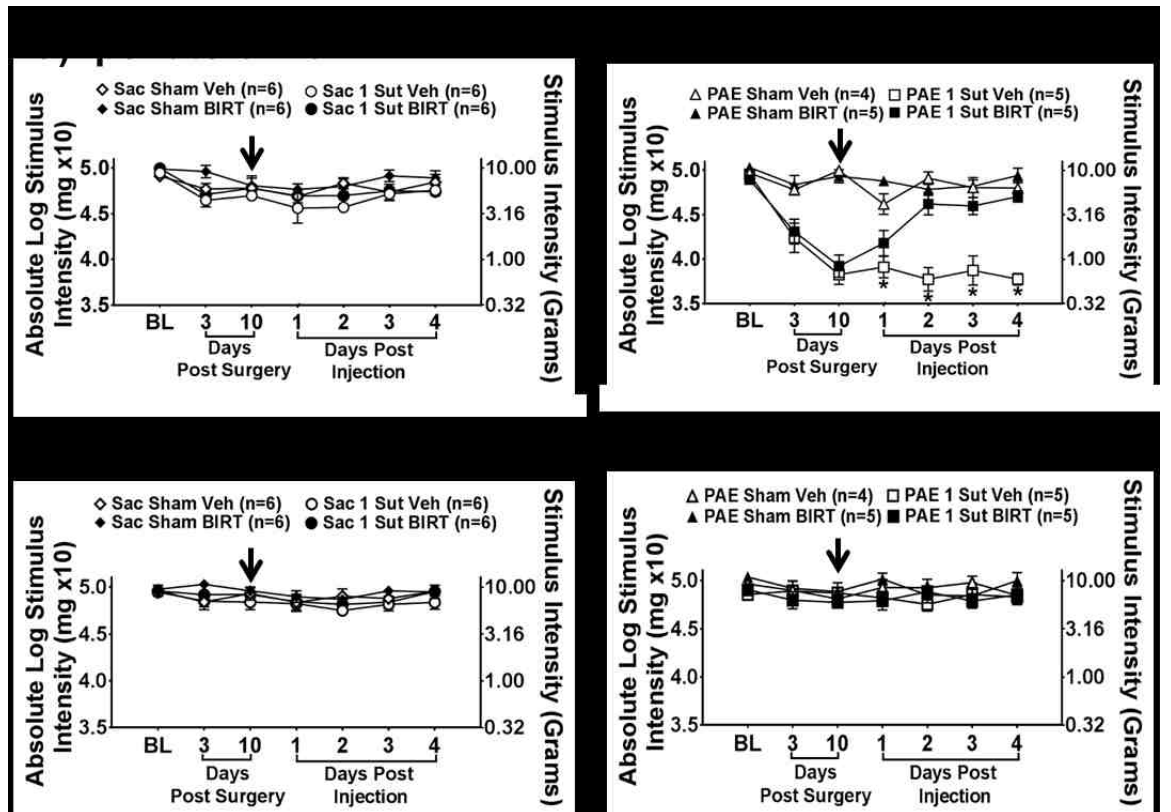 Sac Sham Veh (n=6) Sac 1 Sut Veh (n=6)
Sac Sham BIRT (n=6) Sac 1 Sut BIRT (n=6)
Absolute Log Stimulus
Intensity (mg x10)
5.0
4.5
4.0
3.5
10.00
3.16
1.00
0.32
Stimulus Intensity (Grams)
BL 3 10 1 2 3 4
Days
Post Surgery
Days Post
Injection
PAE Sham Veh (n=4) PAE 1 Sut Veh (n=5)
PAE Sham BIRT (n=5) PAE 1 Sut BIRT (n=5)
Absolute Log Stimulus
Intensity (mg x10)
5.0
4.5
4.0
3.5
10.00
3.16
1.00
0.32
Stimulus Intensity (Grams)
* * * *
BL 3 10 1 2 3 4
Days
Post Surgery
Days Post
Injection
Sac Sham Veh (n=6) Sac 1 Sut Veh (n=6)
Sac Sham BIRT (n=6) Sac 1 Sut BIRT (n=6)
Absolute Log Stimulus
Intensity (mg x10)
5.0
4.5
4.0
3.5
10.00
3.16
1.00
0.32
Stimulus Intensity (Grams)
BL 3 10 1 2 3 4
Days
Post Surgery
Days Post
Injection
PAE Sham Veh (n=4) PAE 1 Sut Veh (n=5)
PAE Sham BIRT (n=5) PAE 1 Sut BIRT (n=5)
Absolute Log Stimulus
Intensity (mg x10)
5.0
4.5
4.0
3.5
10.00
3.16
1.00
0.32
Stimulus Intensity (Grams)
BL 3 10 1 2 3 4
Days
Post Surgery
Days Post
Injection